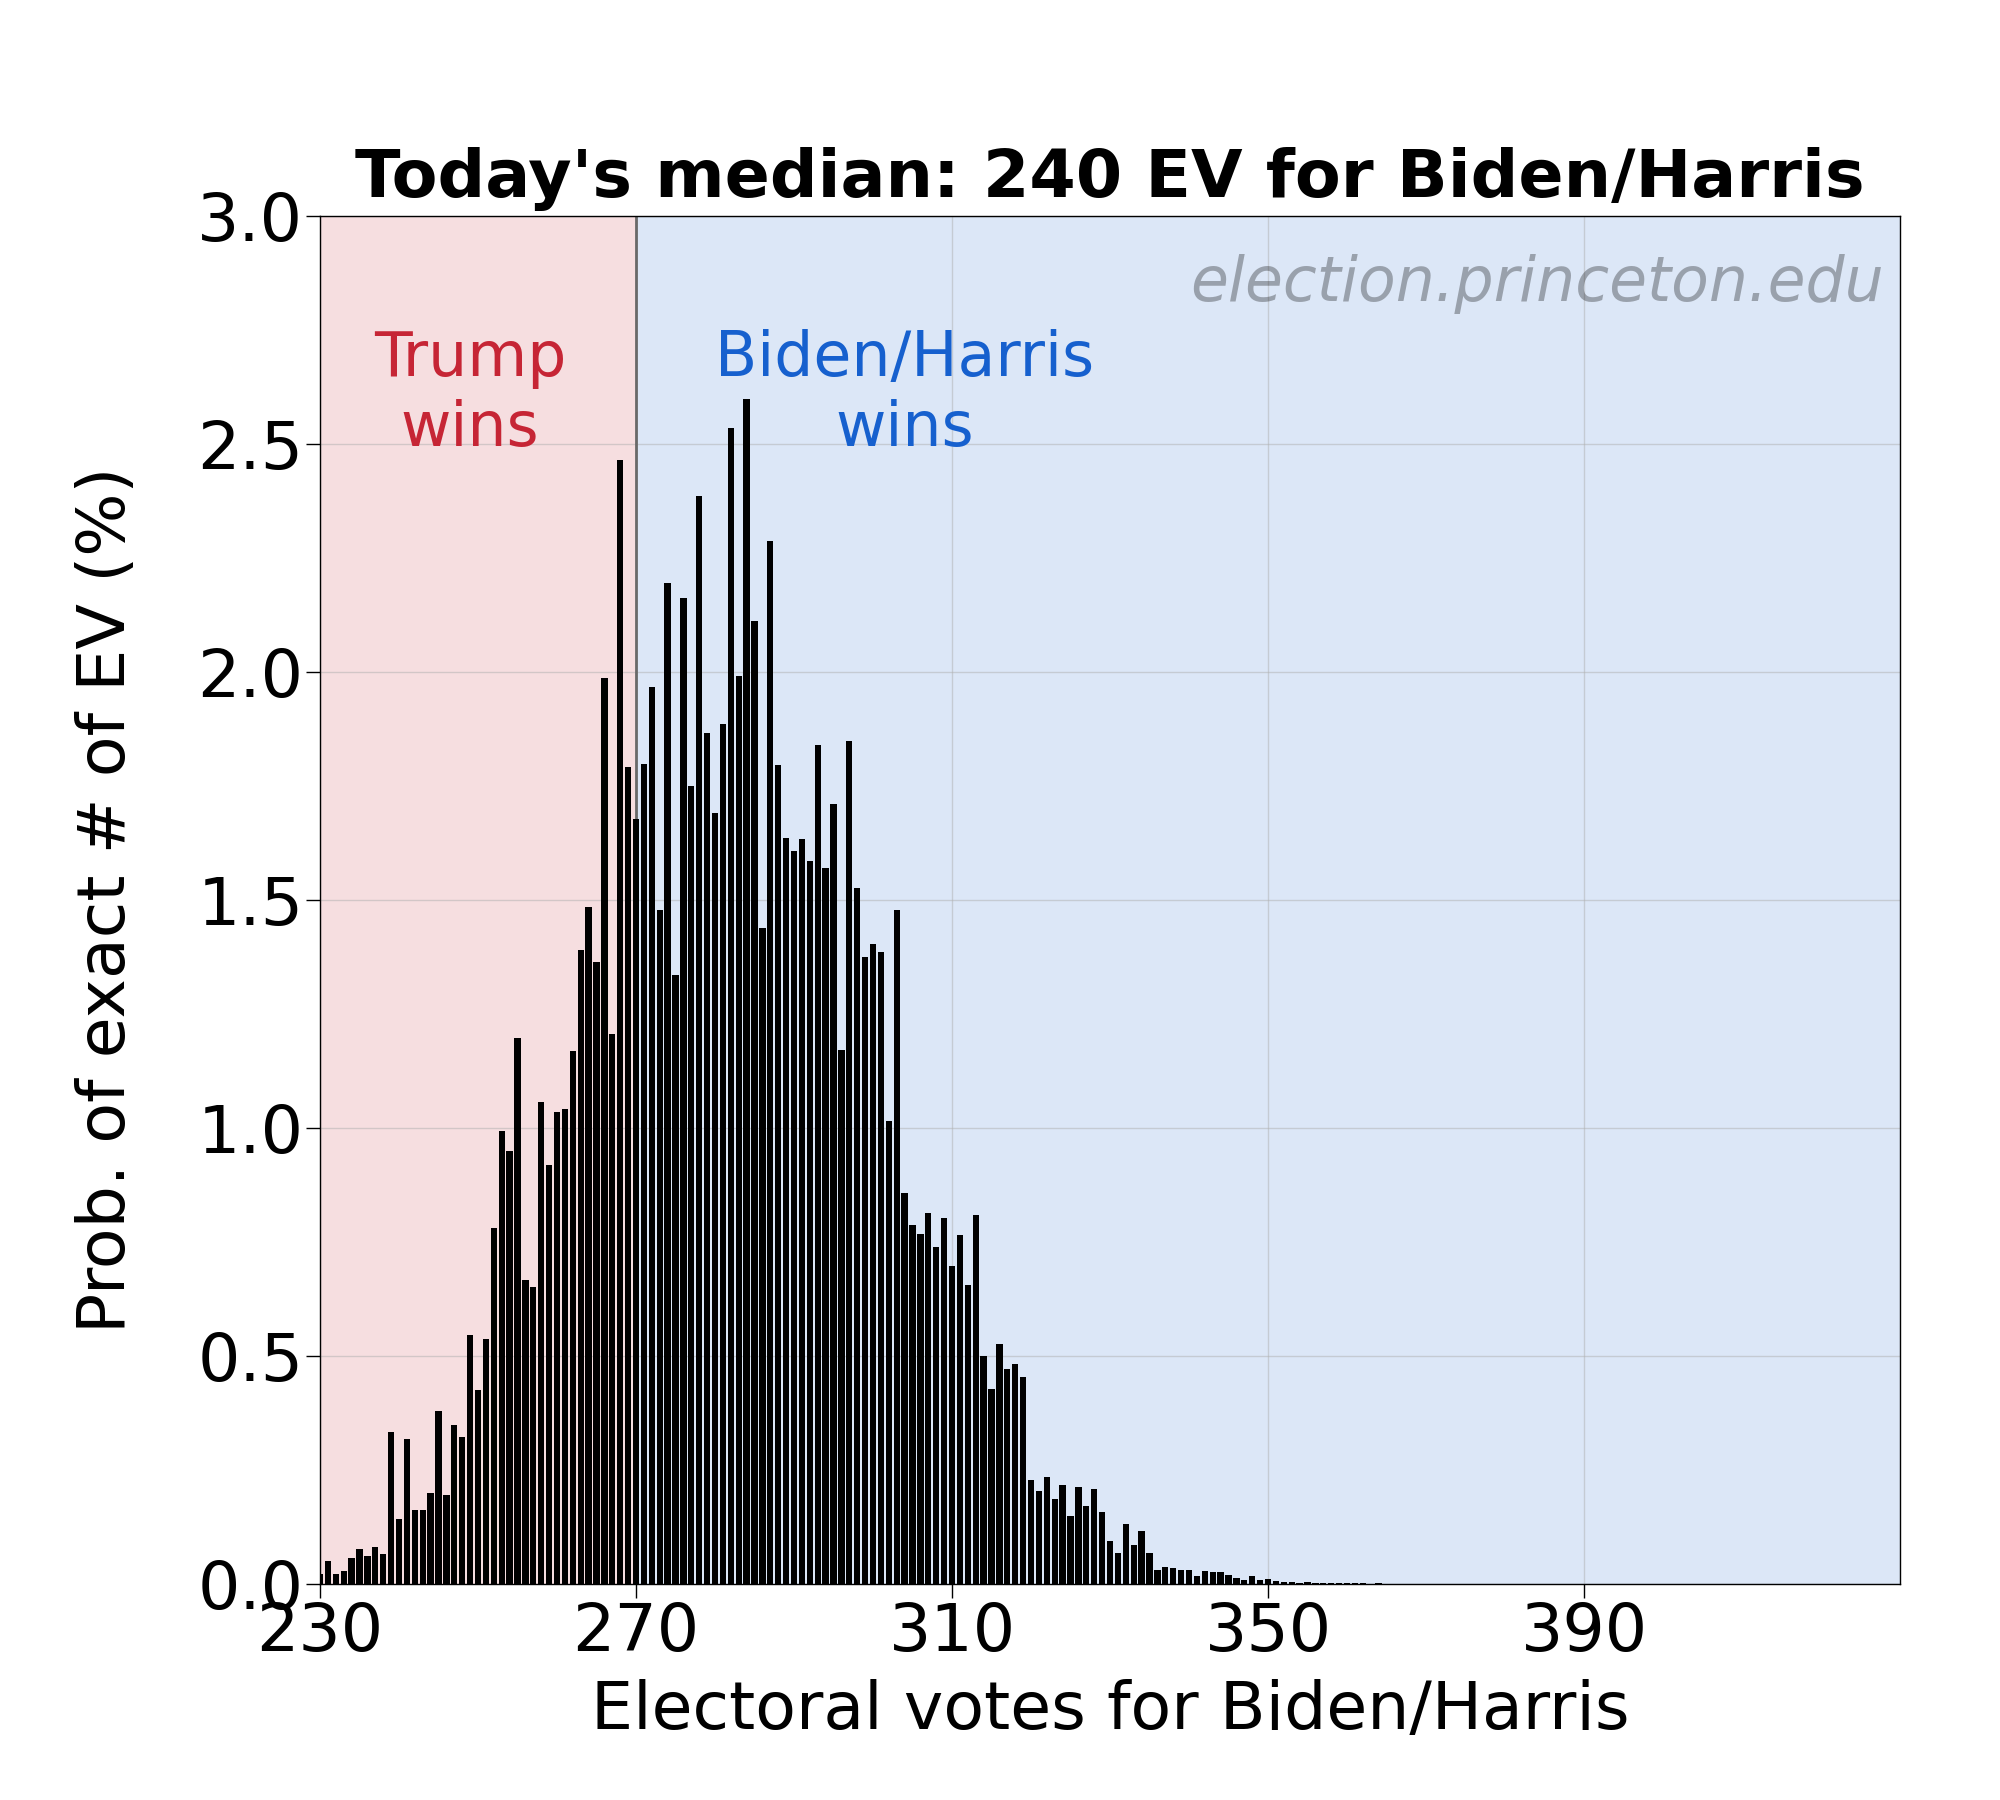 Today's median: 240 EV for Biden/Harris
election.princeton.edu
Trump
wins
Biden/Harris
wins
Prob. of exact # of EV (%)
3.0
2.5
2.0
1.5
1.0
0.5
0.0
230 270 310 350 390
Electoral votes for Biden/Harris